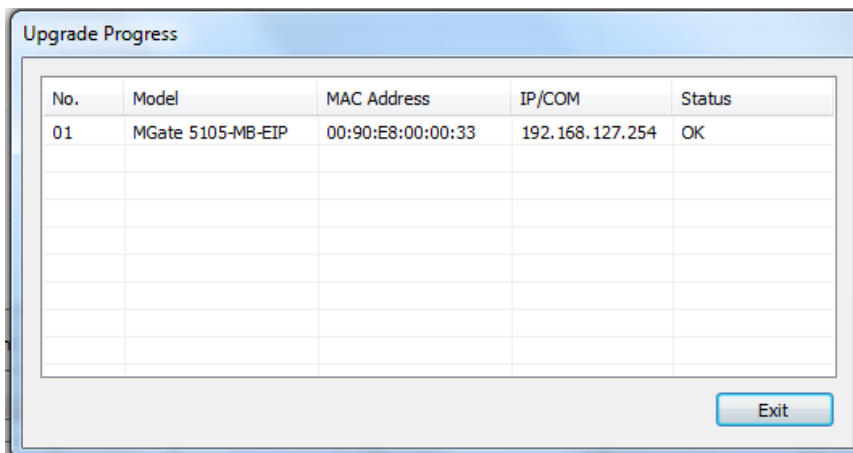 Upgrade Progress
No. Model MAC Address IP/COM Status
01 MGate 5105-MB-EIP 00:90:E8:00:00:33 192.168.127.254 OK
Exit